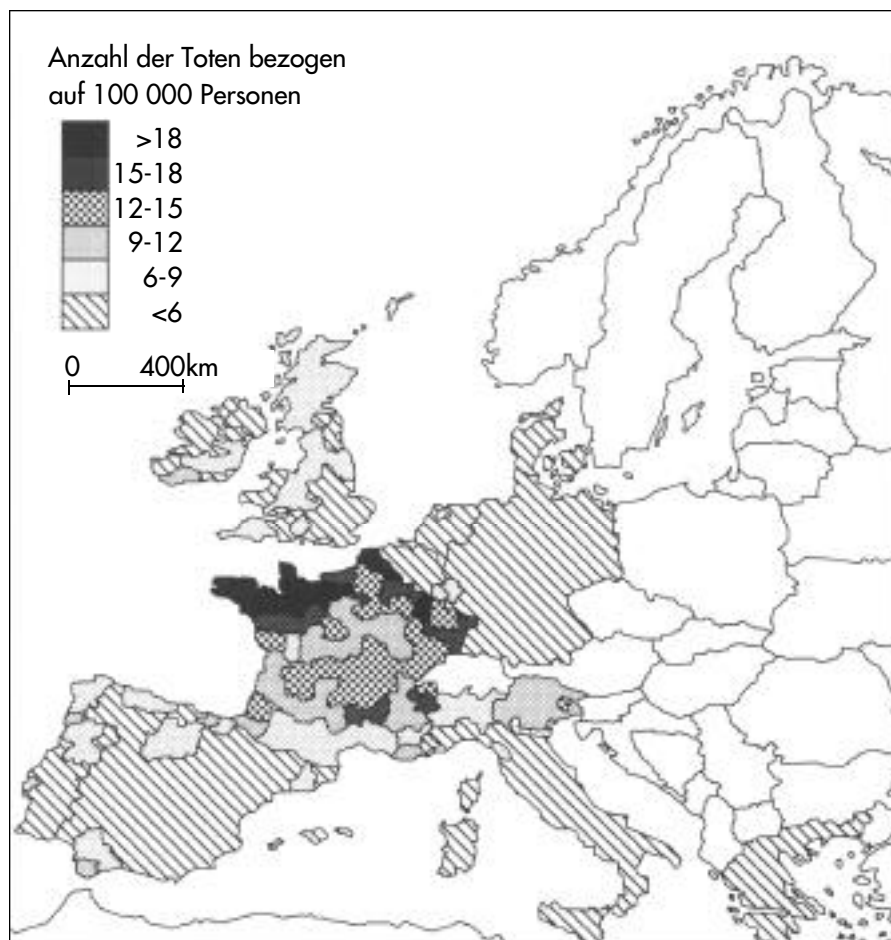 Anzahl der Toten bezogen
auf 100 000 Personen
>18
15-18
12-15
9-12
6-9
<6
0 400km